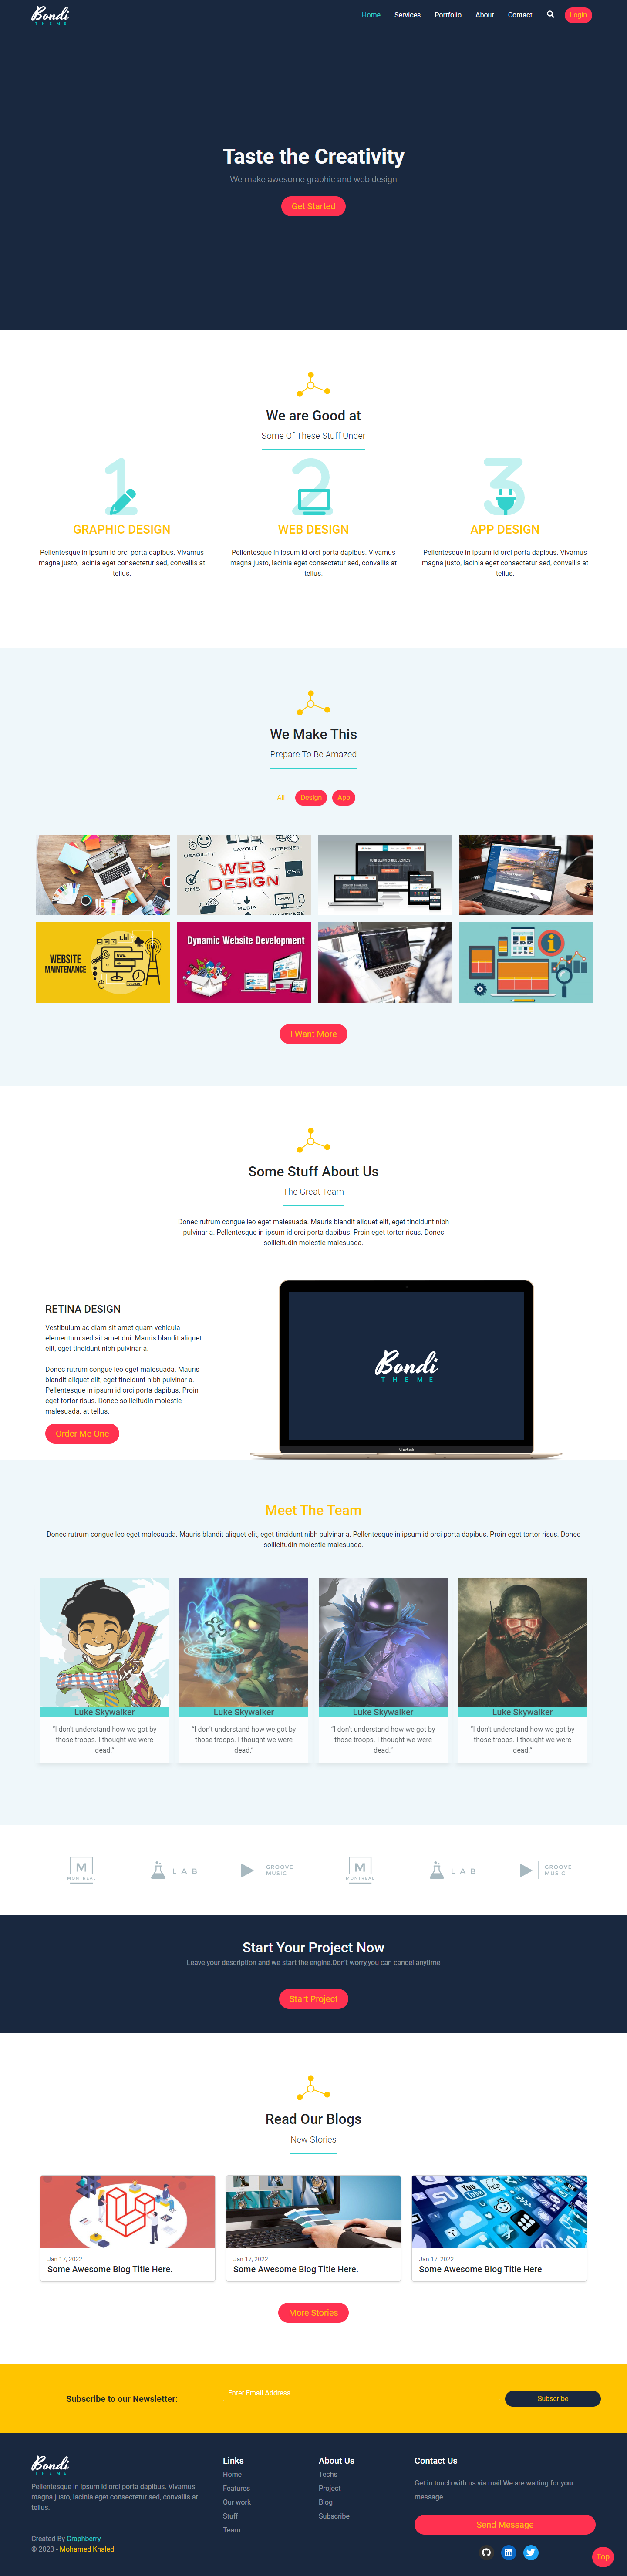 Bondi
THEME
Home Services Portfolio About Contact Login
Taste the Creativity
We make awesome graphic and web design
Get Started
We are Good at
Some Of These Stuff Under
1 2 3
GRAPHIC DESIGN
Pellentesque in ipsum id orci porta dapibus. Vivamus
magna justo, lacinia eget consectetur sed, convallis at
tellus.
WEB DESIGN
Pellentesque in ipsum id orci porta dapibus. Vivamus
magna justo, lacinia eget consectetur sed, convallis at
tellus.
APP DESIGN
Pellentesque in ipsum id orci porta dapibus. Vivamus
magna justo, lacinia eget consectetur sed, convallis at
tellus.
We Make This
Prepare To Be Amazed
All Design App
USABILITY
LAYOUT
INTERNET
WEB
DESIGN
CMS
CSS
MEDIA
HOMEPAGE
WEBSITE
MAINTENANCE
Dynamic Website Development
I Want More
Some Stuff About Us
The Great Team
Donec rutrum congue leo eget malesuada. Mauris blandit aliquet elit, eget tincidunt nibh
pulvinar a. Pellentesque in ipsum id orci porta dapibus. Proin eget tortor risus. Donec
sollicitudin molestie malesuada.
RETINA DESIGN
Vestibulum ac diam sit amet quam vehicula
elementum sed sit amet dui. Mauris blandit aliquet
elit, eget tincidunt nibh pulvinar a.
Donec rutrum congue leo eget malesuada. Mauris
blandit aliquet elit, eget tincidunt nibh pulvinar a.
Pellentesque in ipsum id orci porta dapibus. Proin
eget tortor risus. Donec sollicitudin molestie
malesuada. at tellus.
Order Me One
Bondi
THEME
MacBook
Meet The Team
Donec rutrum congue leo eget malesuada. Mauris blandit aliquet elit, eget tincidunt nibh pulvinar a. Pellentesque in ipsum id orci porta dapibus. Proin eget tortor risus. Donec
sollicitudin molestie malesuada.
Luke Skywalker
"I don't understand how we got by
those troops. I thought we were
dead."
Luke Skywalker
"I don't understand how we got by
those troops. I thought we were
dead."
Luke Skywalker
"I don't understand how we got by
those troops. I thought we were
dead."
Luke Skywalker
"I don't understand how we got by
those troops. I thought we were
dead."
M
MONTREAL
LAB
GROOVE
MUSIC
M
MONTREAL
LAB
GROOVE
MUSIC
Start Your Project Now
Leave your description and we start the engine.Don't worry,you can cancel anytime
Start Project
Read Our Blogs
New Stories
Jan 17, 2022
Some Awesome Blog Title Here.
Jan 17, 2022
Some Awesome Blog Title Here.
You
Tube
Jan 17, 2022
Some Awesome Blog Title Here
More Stories
Subscribe to our Newsletter:
Enter Email Address
Subscribe
Bondi
THEME
Pellentesque in ipsum id orci porta dapibus. Vivamus
magna justo, lacinia eget consectetur sed, convallis at
tellus.
Created By Graphberry
© 2023 - Mohamed Khaled
Links
Home
Features
Our work
Stuff
Team
About Us
Techs
Project
Blog
Subscribe
Contact Us
Get in touch with us via mail.We are waiting for your
message
Send Message
Top